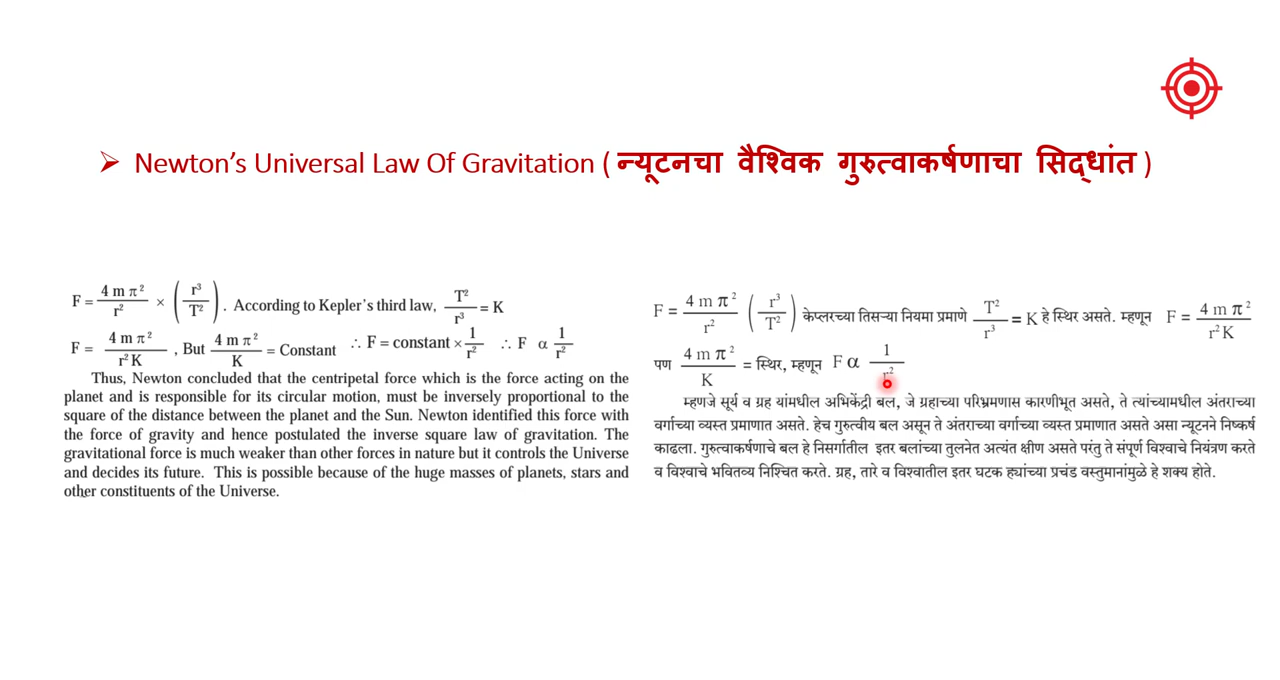 ➢ Newton's Universal Law Of Gravitation ( न्यूटनचा वैश्विक गुरुत्वाकर्षणाचा सिद्धांत )
F = 4 m π² / r² × ( r³ / T² ) . According to Kepler's third law, T² / r³ = K
F = 4 m π² / r² K , But 4 m π² / K = Constant ∴ F = constant × 1 / r² ∴ F α 1 / r²
Thus, Newton concluded that the centripetal force which is the force acting on the
planet and is responsible for its circular motion, must be inversely proportional to the
square of the distance between the planet and the Sun. Newton identified this force with
the force of gravity and hence postulated the inverse square law of gravitation. The
gravitational force is much weaker than other forces in nature but it controls the Universe
and decides its future. This is possible because of the huge masses of planets, stars and
other constituents of the Universe.
F = 4 m π² / r² ( r³ / T² ) केप्लरच्या तिसऱ्या नियमा प्रमाणे T² / r³ = K हे स्थिर असते. म्हणून F = 4 m π² / r² K
पण 4 m π² / K = स्थिर, म्हणून F α 1 / r²
म्हणजे सूर्य व ग्रह यांमधील अभिकेंद्री बल, जे ग्रहाच्या परिभ्रमणास कारणीभूत असते, ते त्यांच्यामधील अंतराच्या
वर्गाच्या व्यस्त प्रमाणात असते. हेच गुरुत्वीय बल असून ते अंतराच्या वर्गाच्या व्यस्त प्रमाणात असते असा न्यूटनने निष्कर्ष
काढला. गुरुत्वाकर्षणाचे बल हे निसर्गातील इतर बलांच्या तुलनेत अत्यंत क्षीण असते परंतु ते संपूर्ण विश्वाचे नियंत्रण करते
व विश्वाचे भवितव्य निश्चित करते. ग्रह, तारे व विश्वातील इतर घटक ह्यांच्या प्रचंड वस्तुमानांमुळे हे शक्य होते.